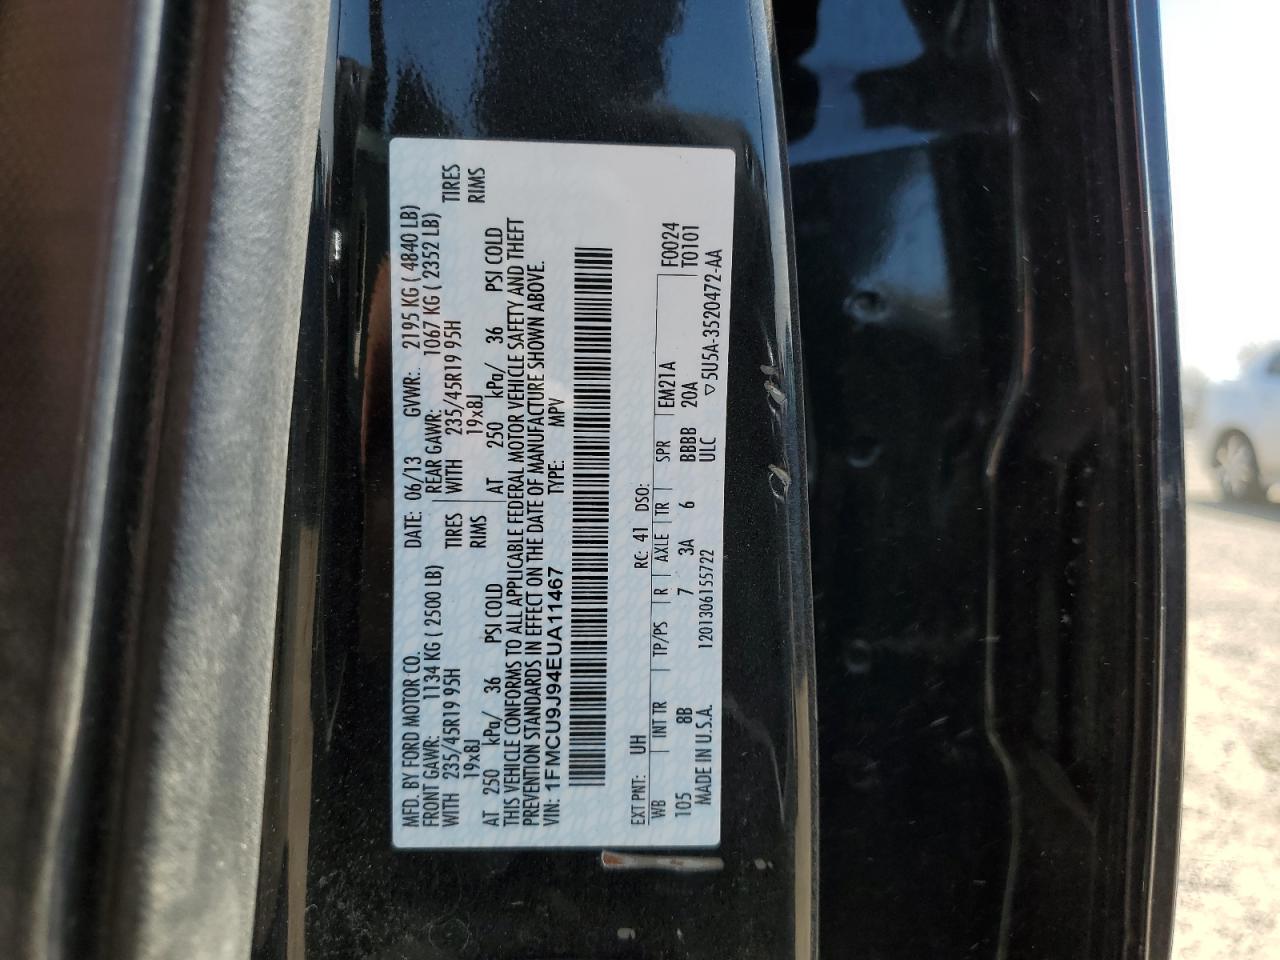 MFD. BY FORD MOTOR CO. DATE: 06/13 GVWR: 2195 KG ( 4840 LB)
FRONT GAWR: 1134 KG ( 2500 LB) REAR GAWR: 1067 KG ( 2352 LB)
WITH 235/45R19 95H TIRES WITH 235/45R19 95H TIRES
19x8J RIMS 19x8J RIMS
AT 250 kPa/ 36 PSI COLD AT 250 kPa/ 36 PSI COLD
THIS VEHICLE CONFORMS TO ALL APPLICABLE FEDERAL MOTOR VEHICLE SAFETY AND THEFT
PREVENTION STANDARDS IN EFFECT ON THE DATE OF MANUFACTURE SHOWN ABOVE.
VIN: 1FMCU9J94EUA11467 TYPE: MPV
EXT PNT: UH RC: 41 DSO:
WB INT TR TP/PS R AXLE TR SPR EM21A F0024
105 8B 7 3A 6 BBBB 20A T0101
MADE IN U.S.A. 1201306155722 ULC ▽5U5A-3520472-AA